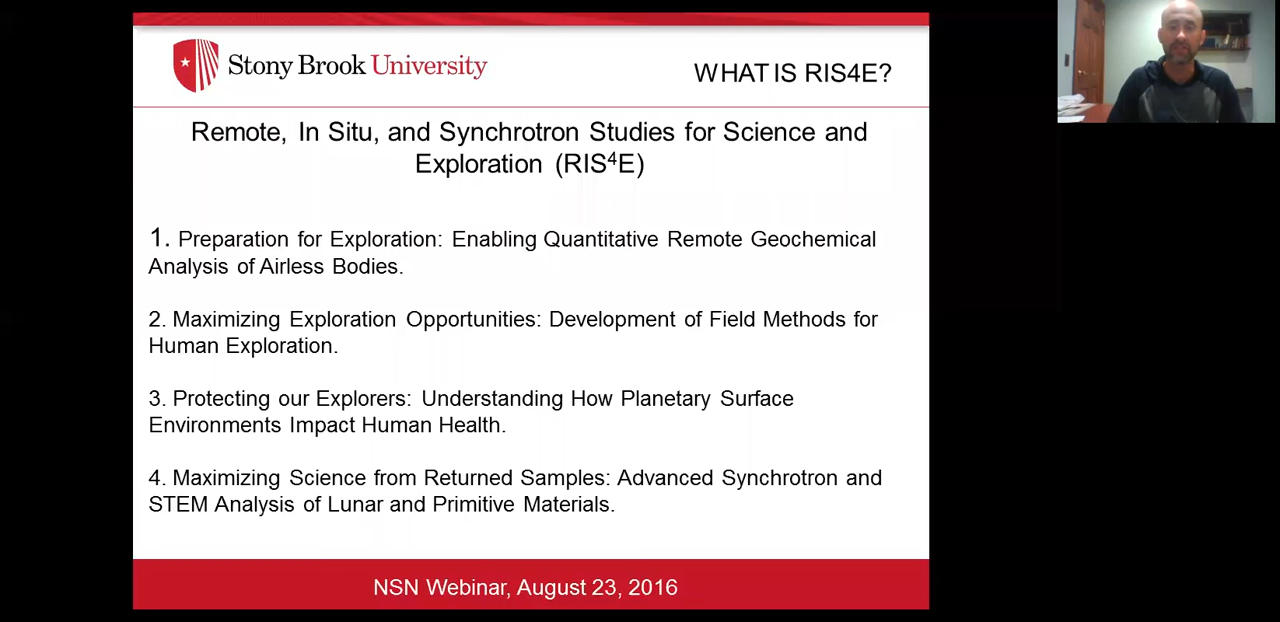 Stony Brook University
WHAT IS RIS4E?
Remote, In Situ, and Synchrotron Studies for Science and
Exploration (RIS⁴E)
1. Preparation for Exploration: Enabling Quantitative Remote Geochemical
Analysis of Airless Bodies.
2. Maximizing Exploration Opportunities: Development of Field Methods for
Human Exploration.
3. Protecting our Explorers: Understanding How Planetary Surface
Environments Impact Human Health.
4. Maximizing Science from Returned Samples: Advanced Synchrotron and
STEM Analysis of Lunar and Primitive Materials.
NSN Webinar, August 23, 2016